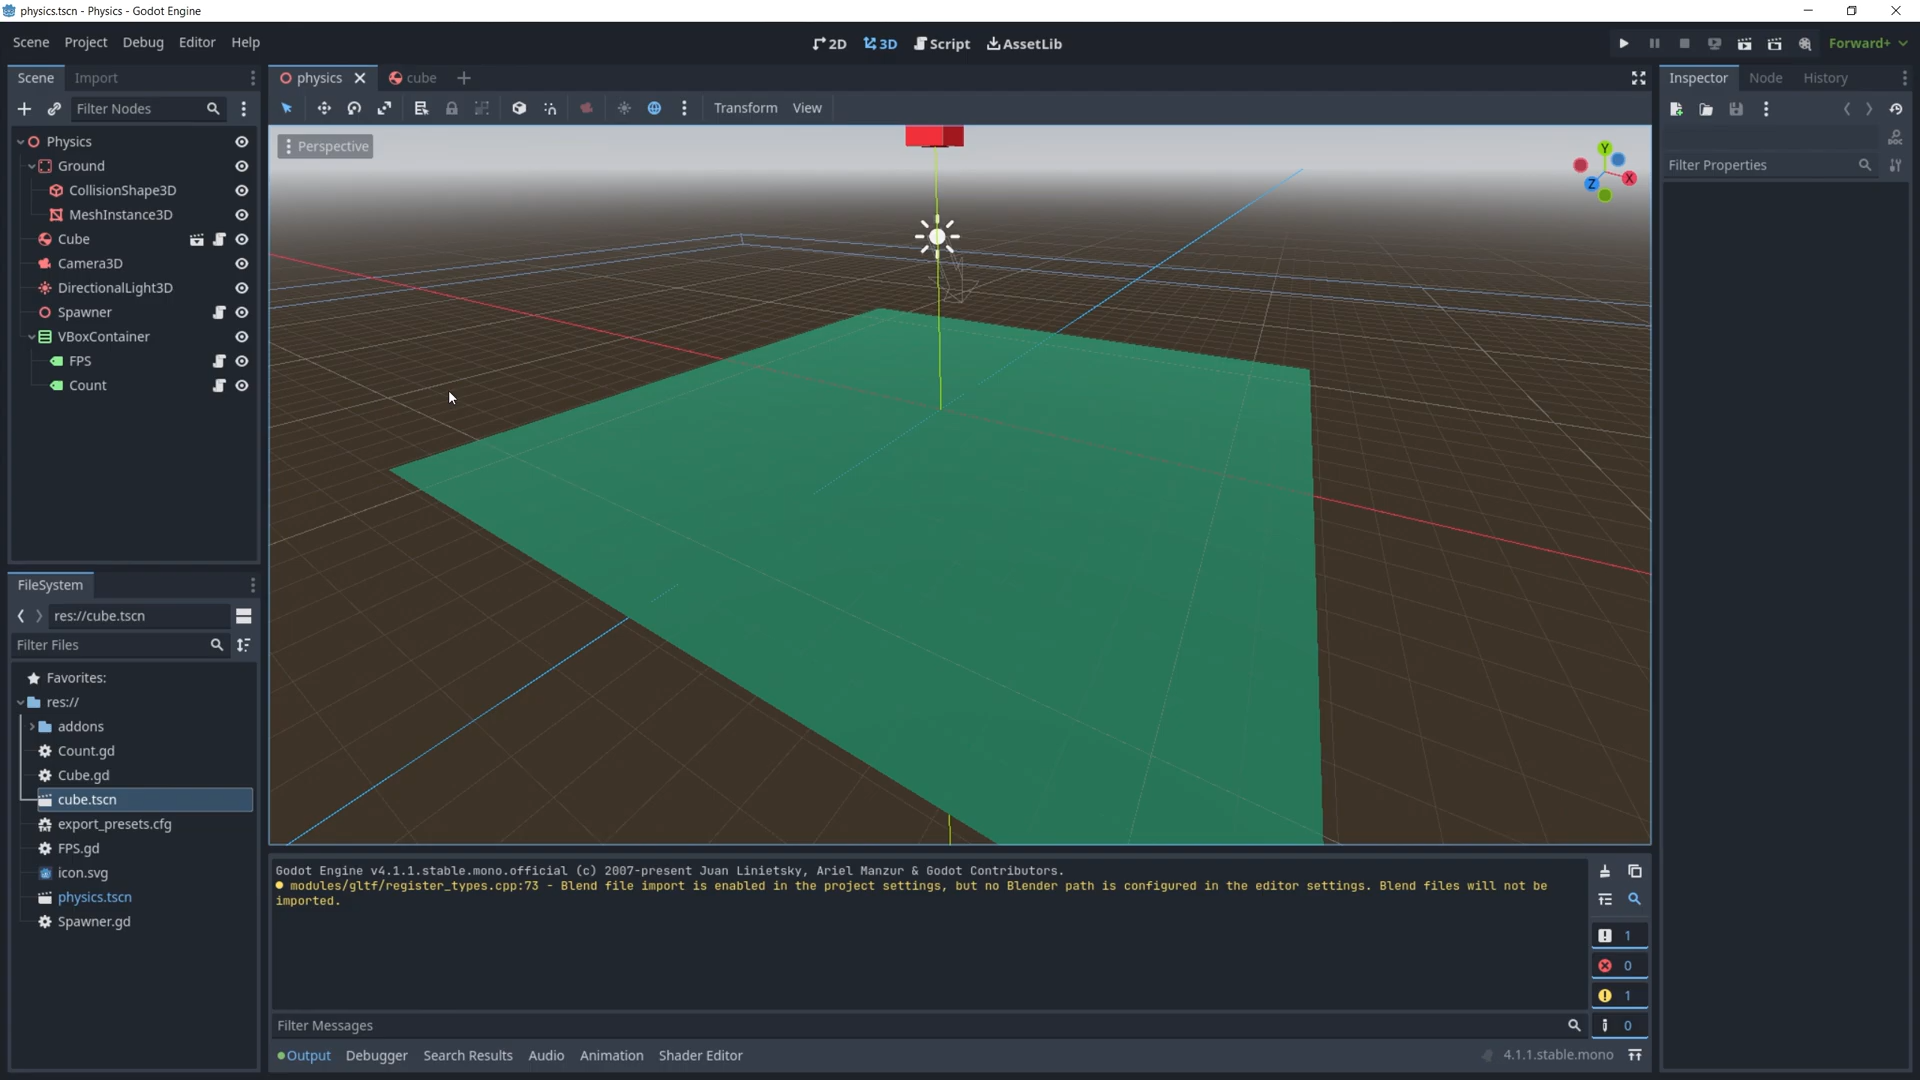 physics.tscn - Physics - Godot Engine
Scene Project Debug Editor Help
2D 3D Script AssetLib
Forward+
Scene Import
physics cube
Inspector Node History
Filter Nodes
Transform View
Perspective
Y
X
Z
DOC
Filter Properties
Physics
Ground
CollisionShape3D
MeshInstance3D
Cube
Camera3D
DirectionalLight3D
Spawner
VBoxContainer
FPS
Count
FileSystem
res://cube.tscn
Filter Files
Favorites:
res://
addons
Count.gd
Cube.gd
cube.tscn
export_presets.cfg
FPS.gd
icon.svg
physics.tscn
Spawner.gd
Godot Engine v4.1.1.stable.mono.official (c) 2007-present Juan Linietsky, Ariel Manzur & Godot Contributors.
modules/gltf/register_types.cpp:73 - Blend file import is enabled in the project settings, but no Blender path is configured in the editor settings. Blend files will not be
imported.
1
0
1
0
Filter Messages
Output Debugger Search Results Audio Animation Shader Editor
4.1.1.stable.mono